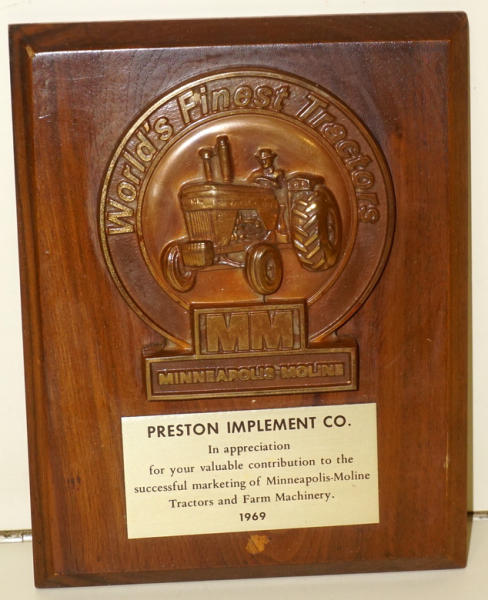 World's Finest Tractors
MM
MINNEAPOLIS-MOLINE
PRESTON IMPLEMENT CO.
In appreciation
for your valuable contribution to the
successful marketing of Minneapolis-Moline
Tractors and Farm Machinery.
1969